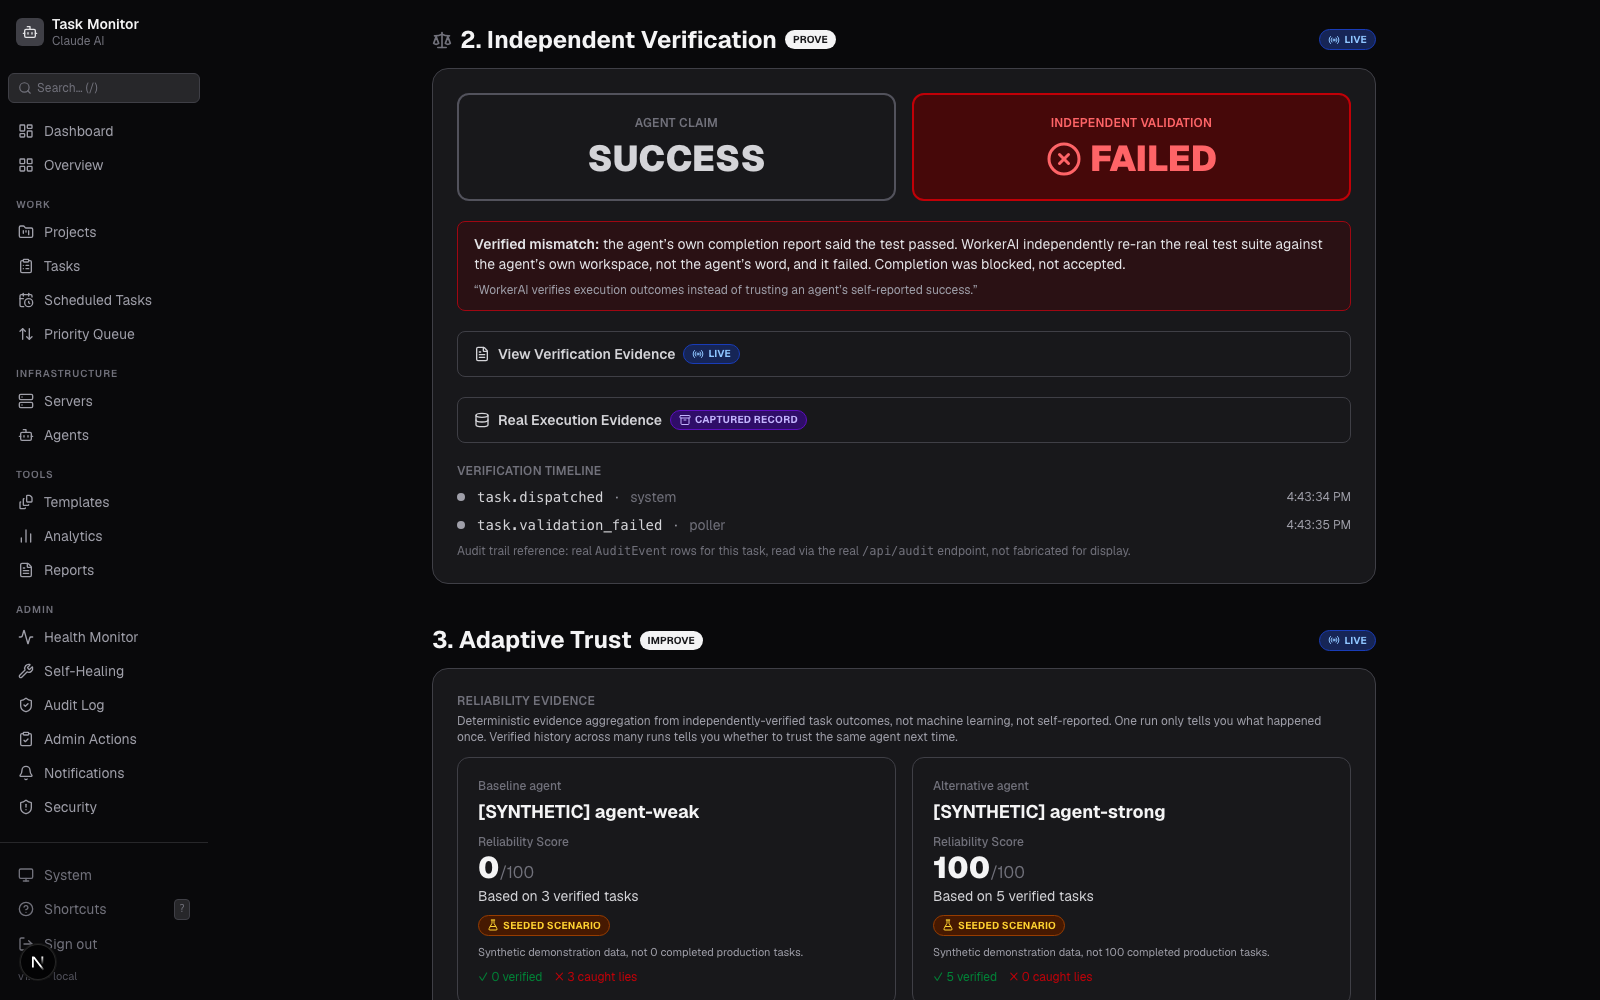 Task Monitor
Claude AI
Search... (/)
Dashboard
Overview
WORK
Projects
Tasks
Scheduled Tasks
Priority Queue
INFRASTRUCTURE
Servers
Agents
TOOLS
Templates
Analytics
Reports
ADMIN
Health Monitor
Self-Healing
Audit Log
Admin Actions
Notifications
Security
System
Shortcuts ?
Sign out
N
local
2. Independent Verification PROVE
LIVE
AGENT CLAIM
SUCCESS
INDEPENDENT VALIDATION
FAILED
Verified mismatch: the agent's own completion report said the test passed. WorkerAI independently re-ran the real test suite against
the agent's own workspace, not the agent's word, and it failed. Completion was blocked, not accepted.
“WorkerAI verifies execution outcomes instead of trusting an agent's self-reported success.”
View Verification Evidence LIVE
Real Execution Evidence CAPTURED RECORD
VERIFICATION TIMELINE
task.dispatched · system 4:43:34 PM
task.validation_failed · poller 4:43:35 PM
Audit trail reference: real AuditEvent rows for this task, read via the real /api/audit endpoint, not fabricated for display.
3. Adaptive Trust IMPROVE
LIVE
RELIABILITY EVIDENCE
Deterministic evidence aggregation from independently-verified task outcomes, not machine learning, not self-reported. One run only tells you what happened
once. Verified history across many runs tells you whether to trust the same agent next time.
Baseline agent
[SYNTHETIC] agent-weak
Reliability Score
0/100
Based on 3 verified tasks
SEEDED SCENARIO
Synthetic demonstration data, not 0 completed production tasks.
✓ 0 verified ✕ 3 caught lies
Alternative agent
[SYNTHETIC] agent-strong
Reliability Score
100/100
Based on 5 verified tasks
SEEDED SCENARIO
Synthetic demonstration data, not 100 completed production tasks.
✓ 5 verified ✕ 0 caught lies